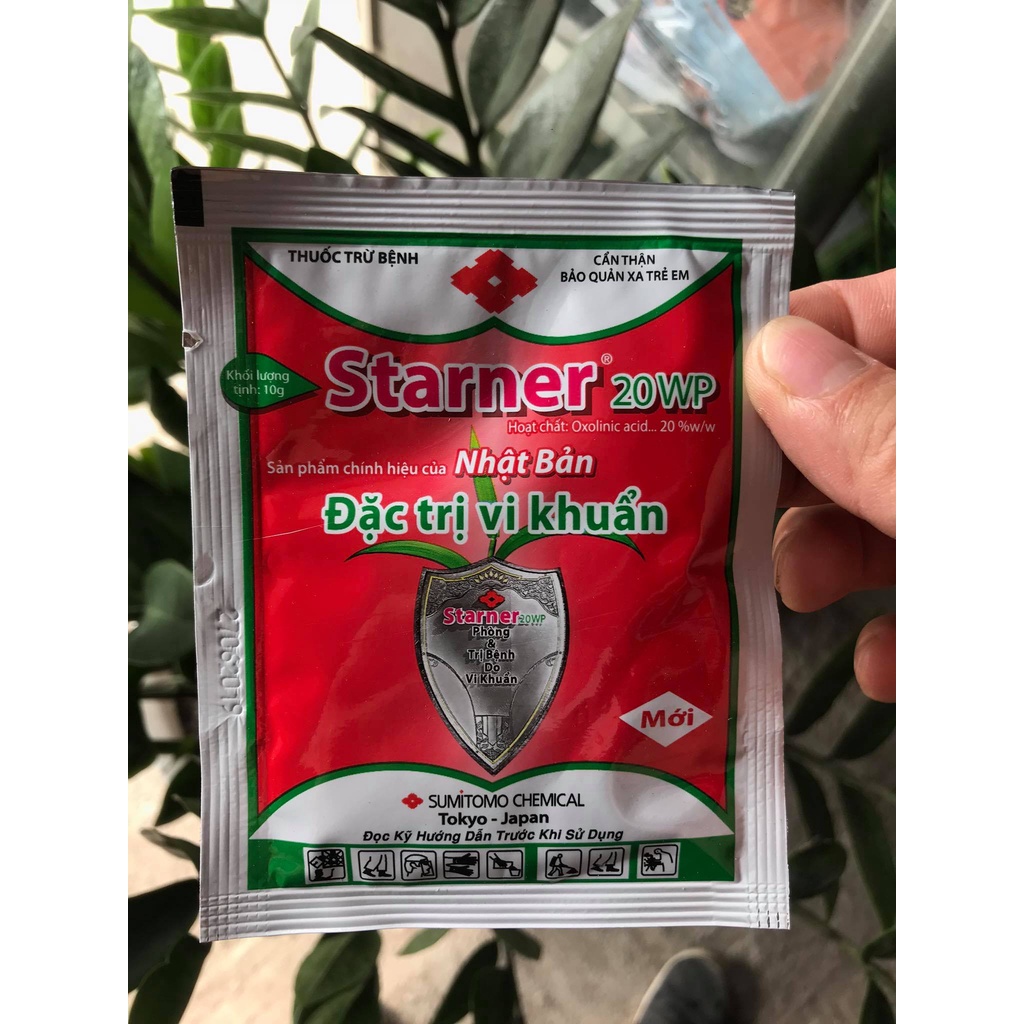 THUỐC TRỪ BỆNH
CẨN THẬN
BẢO QUẢN XA TRẺ EM
Khối lượng
tịnh: 10g
Starner® 20WP
Hoạt chất: Oxolinic acid... 20 %w/w
Sản phẩm chính hiệu của Nhật Bản
Đặc trị vi khuẩn
Starner 20WP
Phòng
&
Trị Bệnh
Do
Vi Khuẩn
Mới
SUMITOMO CHEMICAL
Tokyo - Japan
Đọc Kỹ Hướng Dẫn Trước Khi Sử Dụng